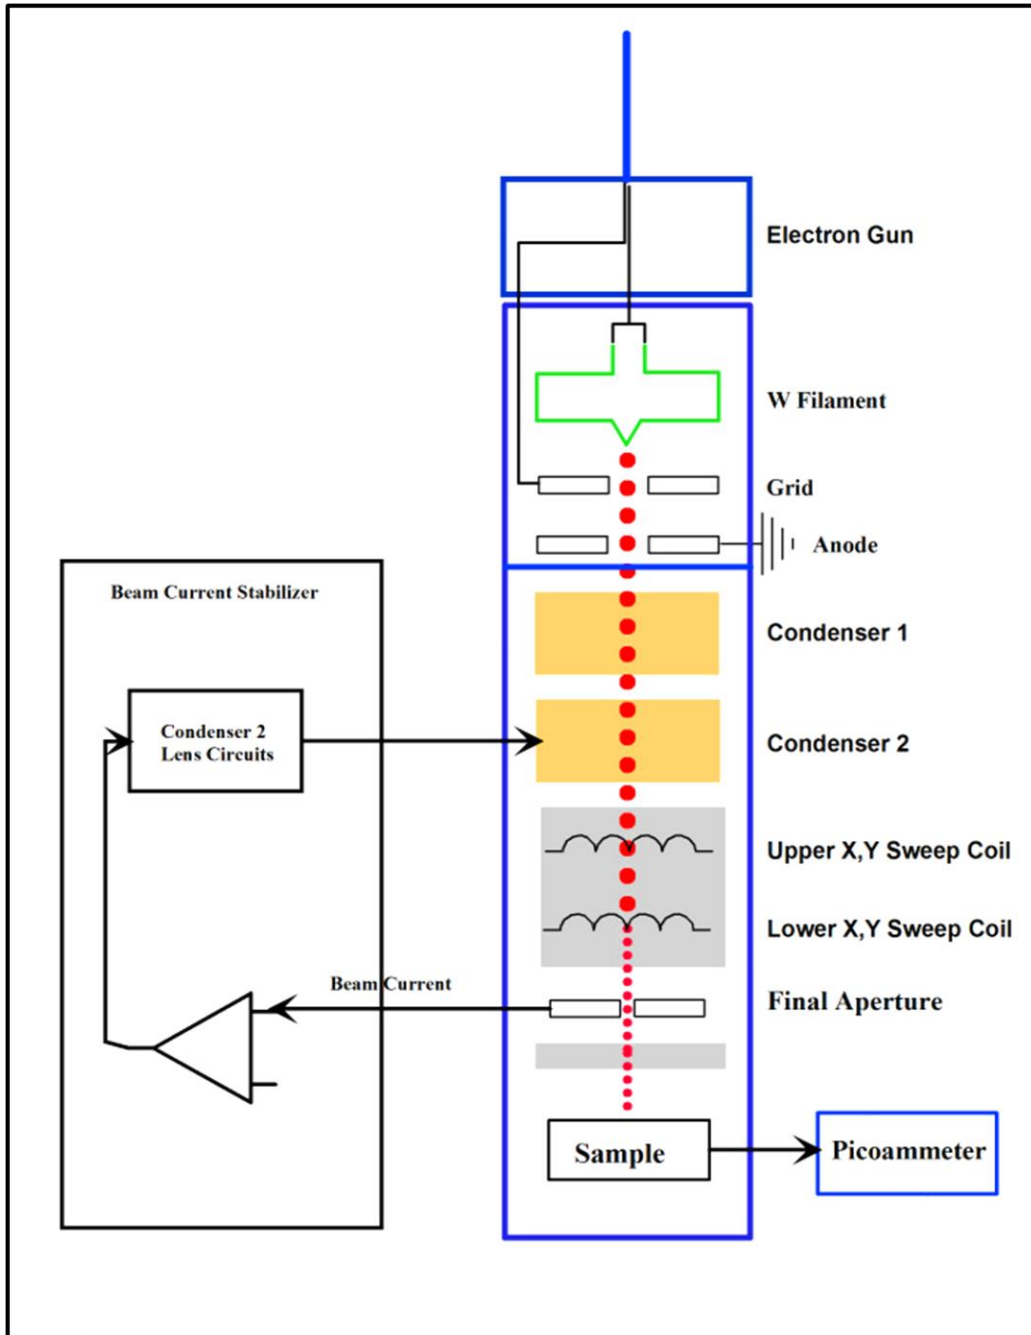 Electron Gun
W Filament
Grid
Anode
Beam Current Stabilizer
Condenser 1
Condenser 2
Lens Circuits
Condenser 2
Upper X,Y Sweep Coil
Lower X,Y Sweep Coil
Beam Current
Final Aperture
Sample
Picoammeter